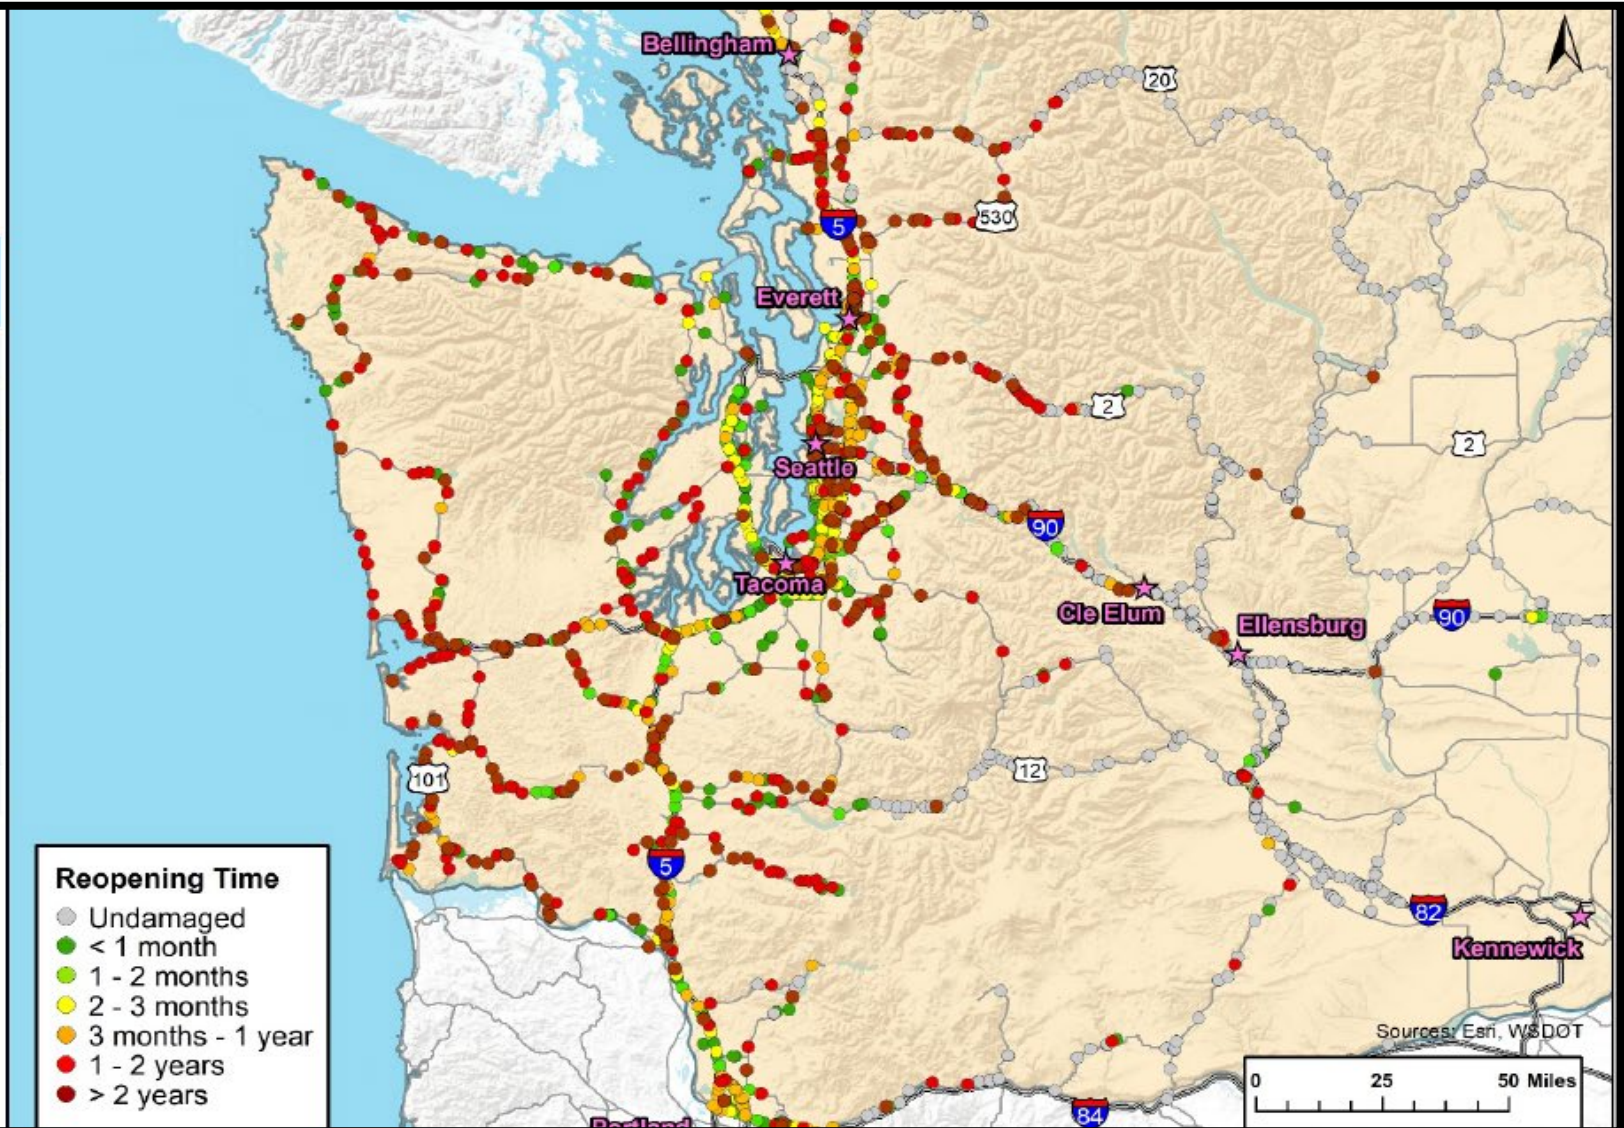 Bellingham
20
530
5
Everett
2
2
Seattle
90
Tacoma
Cle Elum
90
Ellensburg
12
101
5
82
Kennewick
Reopening Time
Undamaged
< 1 month
1 - 2 months
2 - 3 months
3 months - 1 year
1 - 2 years
> 2 years
Sources: Esri, WSDOT
0 25 50 Miles
84
Portland